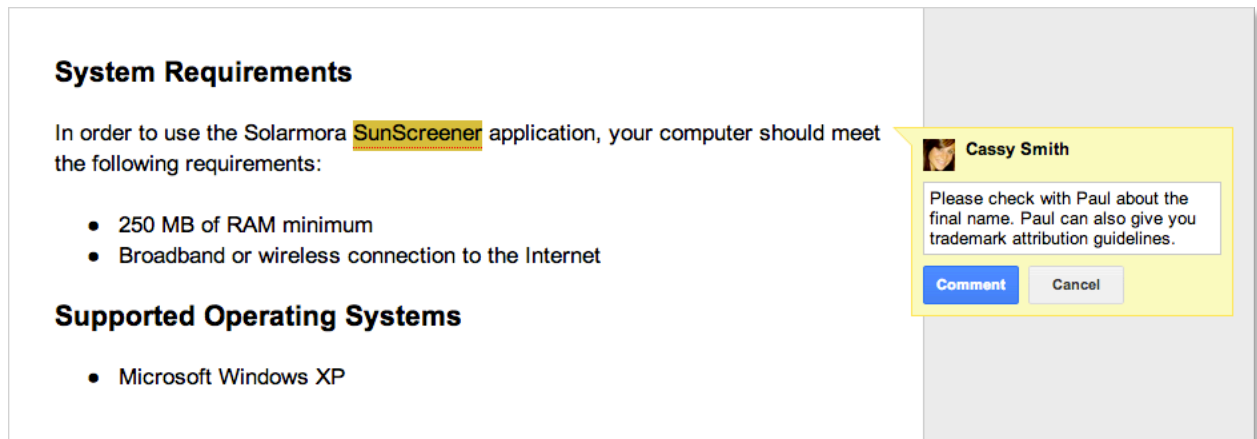 System Requirements
In order to use the Solarmora SunScreener application, your computer should meet
the following requirements:
● 250 MB of RAM minimum
● Broadband or wireless connection to the Internet
Supported Operating Systems
● Microsoft Windows XP
Cassy Smith
Please check with Paul about the
final name. Paul can also give you
trademark attribution guidelines.
Comment Cancel